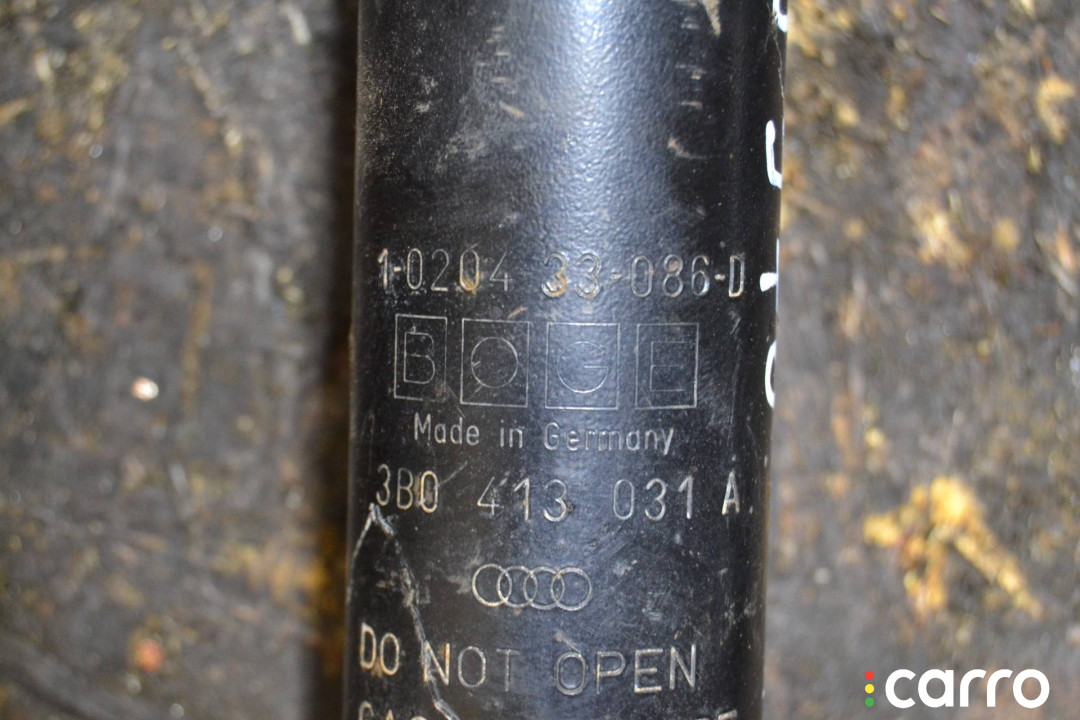 1-0204 33-086-D
BOGE
Made in Germany
3B0 413 031 A
DO NOT OPEN
carro